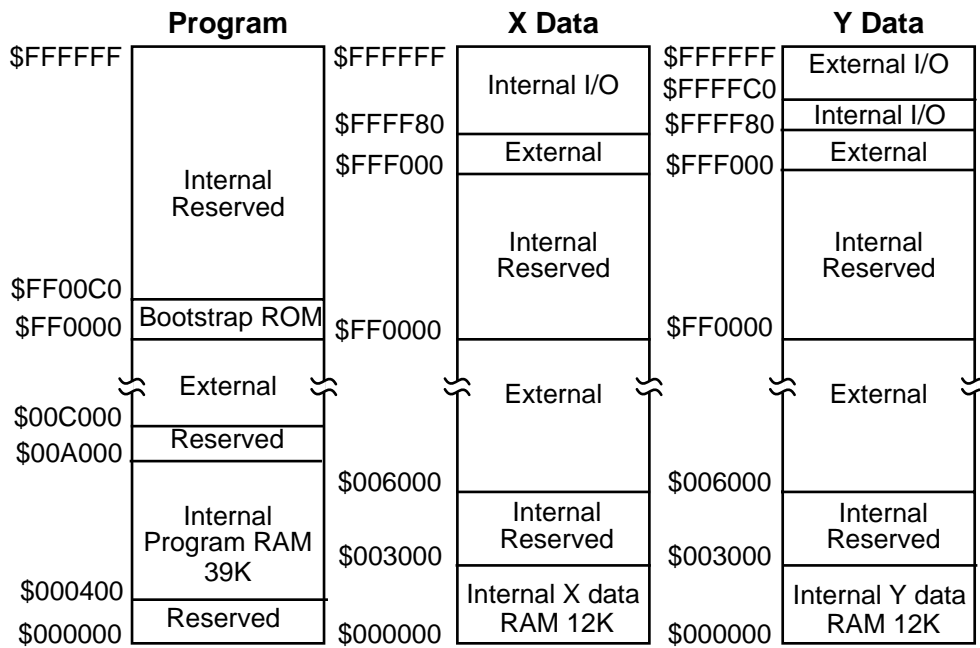 Program
$FFFFFF
Internal
Reserved
$FF00C0
Bootstrap ROM
$FF0000
External
$00C000
Reserved
$00A000
Internal
Program RAM
39K
$000400
Reserved
$000000
X Data
$FFFFFF
Internal I/O
$FFFF80
External
$FFF000
Internal
Reserved
$FF0000
External
$006000
Internal
Reserved
$003000
Internal X data
RAM 12K
$000000
Y Data
$FFFFFF
External I/O
$FFFFC0
Internal I/O
$FFFF80
External
$FFF000
Internal
Reserved
$FF0000
External
$006000
Internal
Reserved
$003000
Internal Y data
RAM 12K
$000000